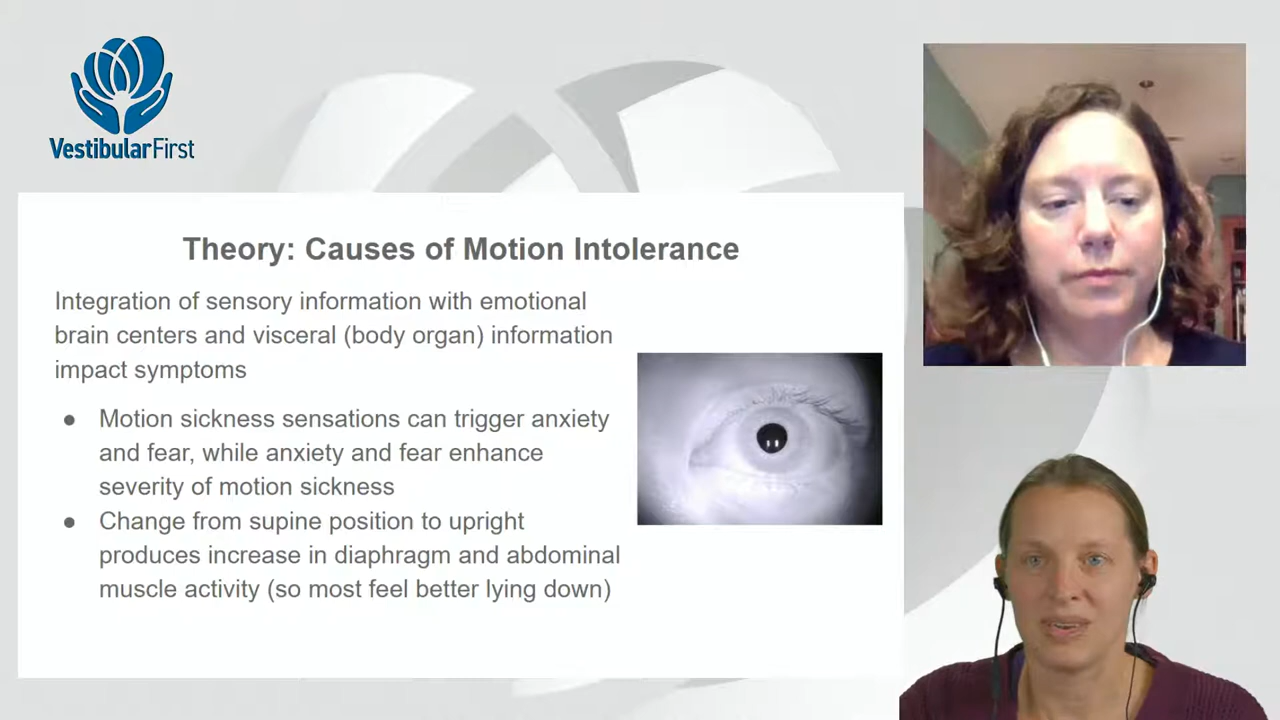 VestibularFirst
Theory: Causes of Motion Intolerance
Integration of sensory information with emotional
brain centers and visceral (body organ) information
impact symptoms
● Motion sickness sensations can trigger anxiety
and fear, while anxiety and fear enhance
severity of motion sickness
● Change from supine position to upright
produces increase in diaphragm and abdominal
muscle activity (so most feel better lying down)